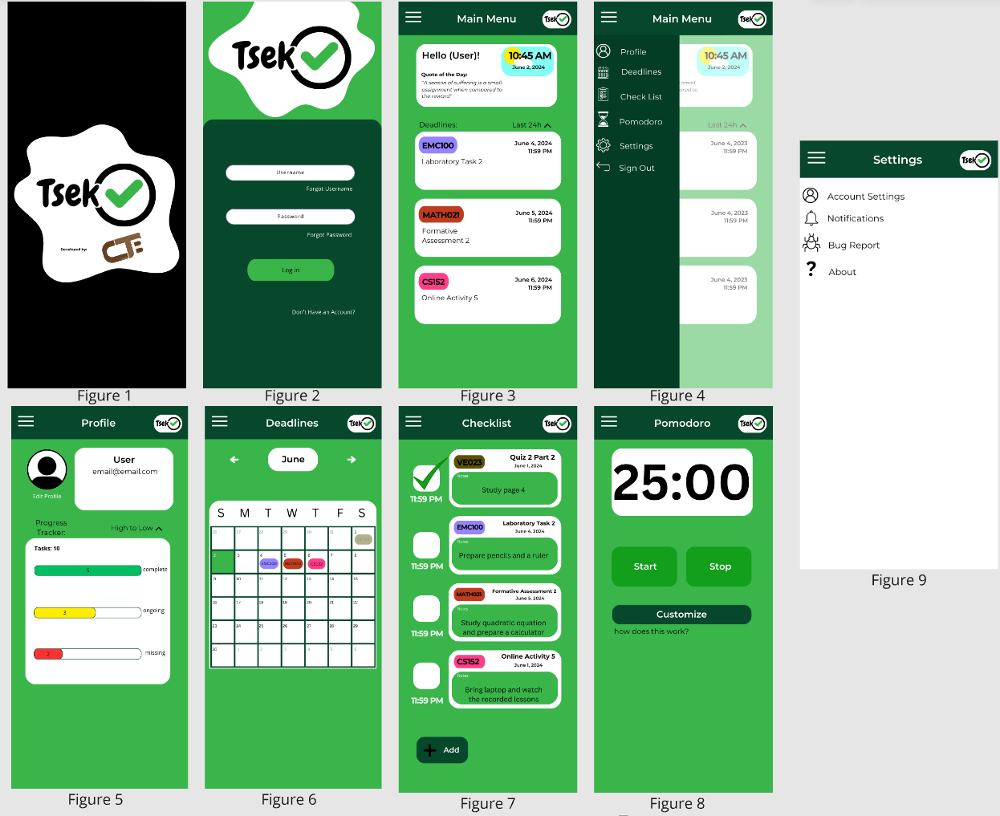 Tsek
Developed by:
CTE
Figure 1
Tsek
Username
Forgot Username
Password
Forgot Password
Log in
Don't Have an Account?
Figure 2
Main Menu
Tsek
Hello (User)!
10:45 AM
June 2, 2024
Quote of the Day:
"A season of suffering is a small
assignment when compared to
the reward"
Deadlines:
Last 24h
EMC100
June 4, 2024
11:59 PM
Laboratory Task 2
MATH021
June 5, 2024
11:59 PM
Formative
Assessment 2
CS152
June 6, 2024
11:59 PM
Online Activity 5
Figure 3
Main Menu
Tsek
Profile
Deadlines
Check List
Pomodoro
Settings
Sign Out
10:45 AM
June 2, 2024
small
ed to
Last 24h
June 4, 2023
11:59 PM
June 4, 2023
11:59 PM
June 4, 2023
11:59 PM
Figure 4
Profile
Tsek
User
email@email.com
Edit Profile
Progress
Tracker:
High to Low
Tasks: 10
5
complete
3
ongoing
2
missing
Figure 5
Deadlines
Tsek
June
S M T W T F S
26 27 28 29 30 31 1
2 3 4 5 6 7 8
EMC100 MATH021 CS152
9 10 11 12 13 14 15
16 17 18 19 20 21 22
23 24 25 26 27 28 29
30 1 2 3 4 5 6
Figure 6
Checklist
Tsek
VE023
Quiz 2 Part 2
June 1, 2024
Notes:
Study page 4
11:59 PM
EMC100
Laboratory Task 2
June 4, 2024
Notes:
Prepare pencils and a ruler
11:59 PM
MATH021
Formative Assessment 2
June 5, 2024
Notes:
Study quadratic equation
and prepare a calculator
11:59 PM
CS152
Online Activity 5
June 1, 2024
Notes:
Bring laptop and watch
the recorded lessons
11:59 PM
Add
Figure 7
Pomodoro
Tsek
25:00
Start
Stop
Customize
how does this work?
Figure 8
Settings
Tsek
Account Settings
Notifications
Bug Report
? About
Figure 9